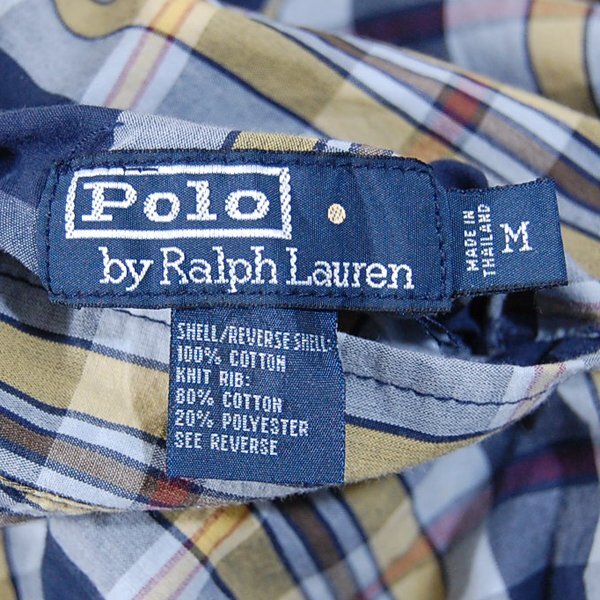 Polo
by Ralph Lauren
MADE IN
THAILAND
M
SHELL/REVERSE SHELL:
100% COTTON
KNIT RIB:
80% COTTON
20% POLYESTER
SEE REVERSE